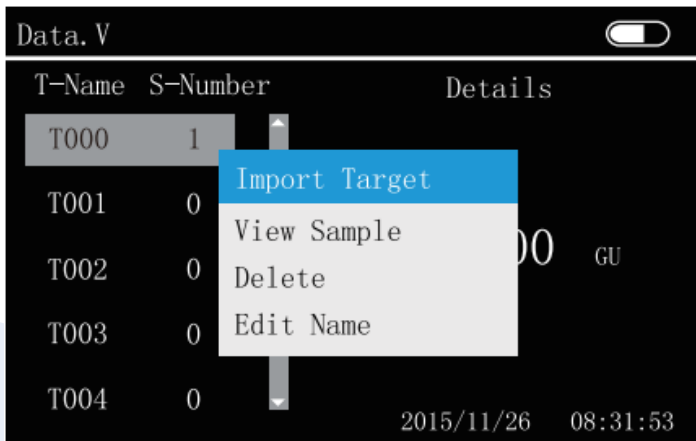 Data.V
T-Name S-Number Details
T000 1
Import Target
T001 0
View Sample
GU
T002 0
Delete
T003 0
Edit Name
T004 0
2015/11/26 08:31:53